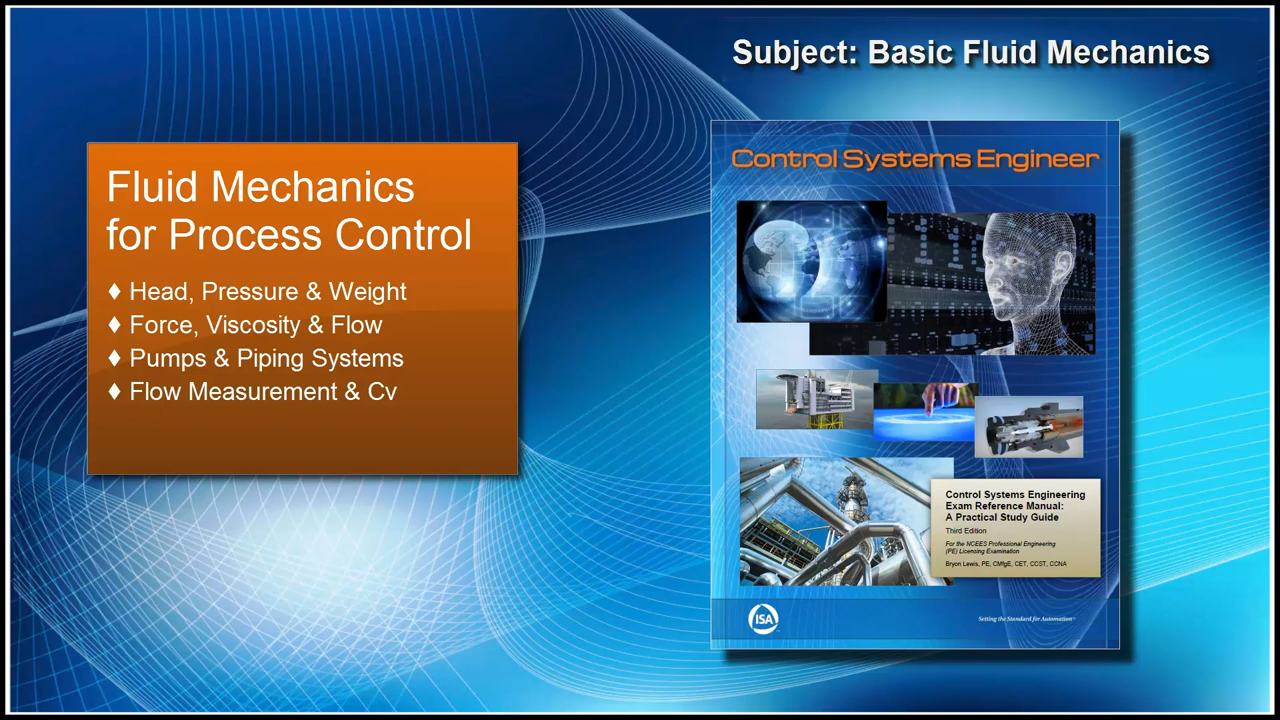 Subject: Basic Fluid Mechanics
Fluid Mechanics
for Process Control
♦ Head, Pressure & Weight
♦ Force, Viscosity & Flow
♦ Pumps & Piping Systems
♦ Flow Measurement & Cv
Control Systems Engineer
Control Systems Engineering
Exam Reference Manual:
A Practical Study Guide
Third Edition
For the NCEES Professional Engineering
(PE) Licensing Examination
Bryon Lewis, PE, CMfgE, CET, CCST, CCNA
ISA
Setting the Standard for Automation™